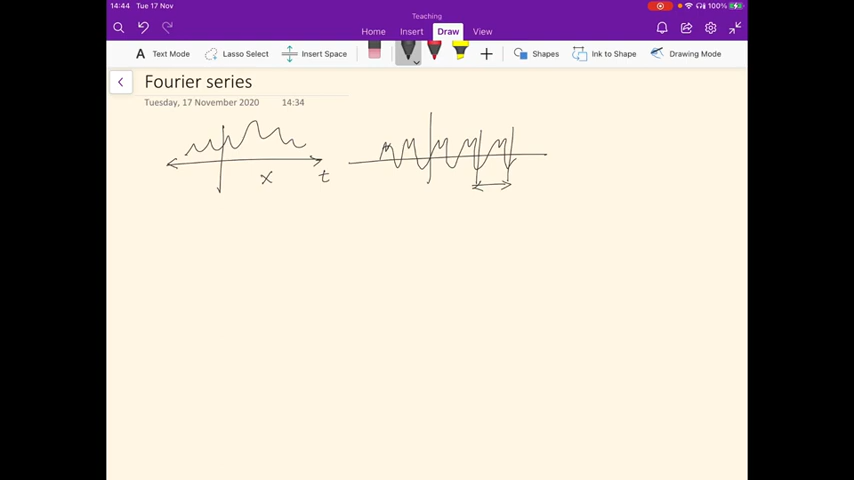 14:44 Tue 17 Nov
Teaching
100%
Home Insert Draw View
A Text Mode Lasso Select Insert Space Shapes Ink to Shape Drawing Mode
Fourier series
Tuesday, 17 November 2020 14:34
x t